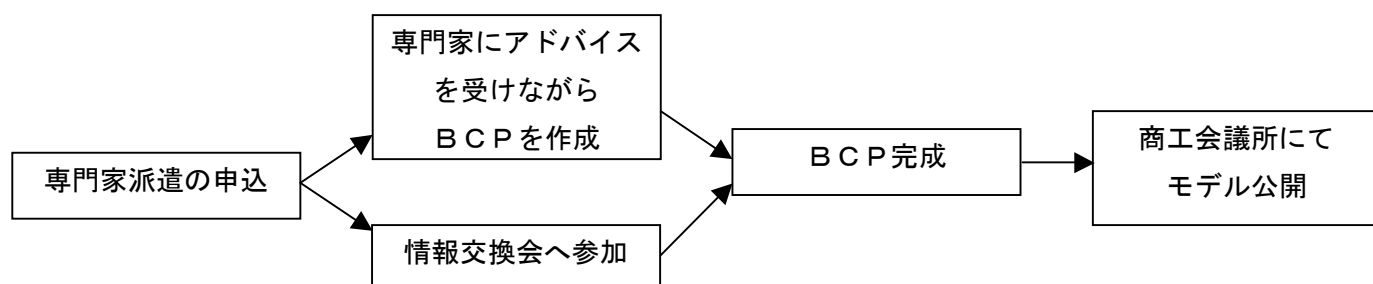 専門家派遣の申込
専門家にアドバイス
を受けながら
ＢＣＰを作成
情報交換会へ参加
ＢＣＰ完成
商工会議所にて
モデル公開